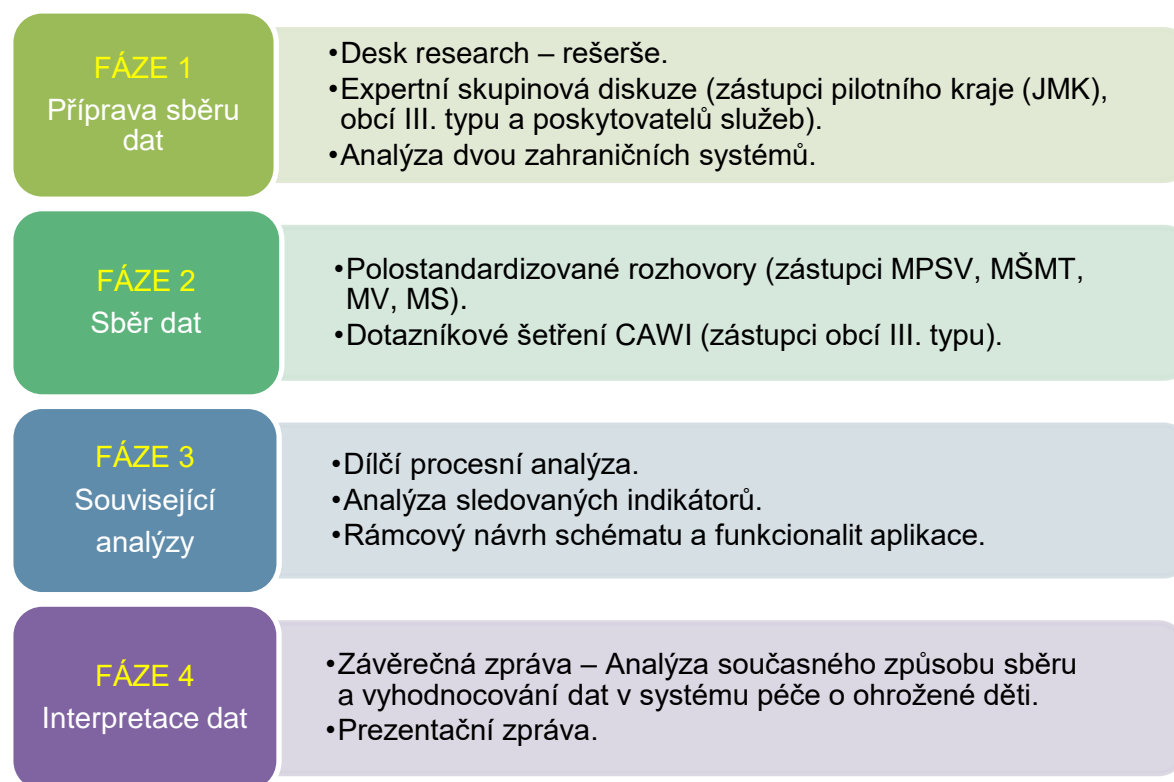 FÁZE 1
Příprava sběru
dat
•Desk research – rešerše.
•Expertní skupinová diskuze (zástupci pilotního kraje (JMK),
obcí III. typu a poskytovatelů služeb).
•Analýza dvou zahraničních systémů.
FÁZE 2
Sběr dat
•Polostandardizované rozhovory (zástupci MPSV, MŠMT,
MV, MS).
•Dotazníkové šetření CAWI (zástupci obcí III. typu).
FÁZE 3
Související
analýzy
•Dílčí procesní analýza.
•Analýza sledovaných indikátorů.
•Rámcový návrh schématu a funkcionalit aplikace.
FÁZE 4
Interpretace dat
•Závěrečná zpráva – Analýza současného způsobu sběru
a vyhodnocování dat v systému péče o ohrožené děti.
•Prezentační zpráva.